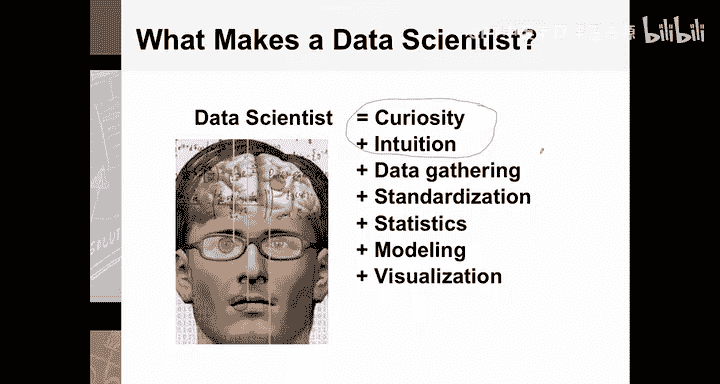 What Makes a Data Scientist?
bilibili
Data Scientist = Curiosity
+ Intuition
+ Data gathering
+ Standardization
+ Statistics
+ Modeling
+ Visualization